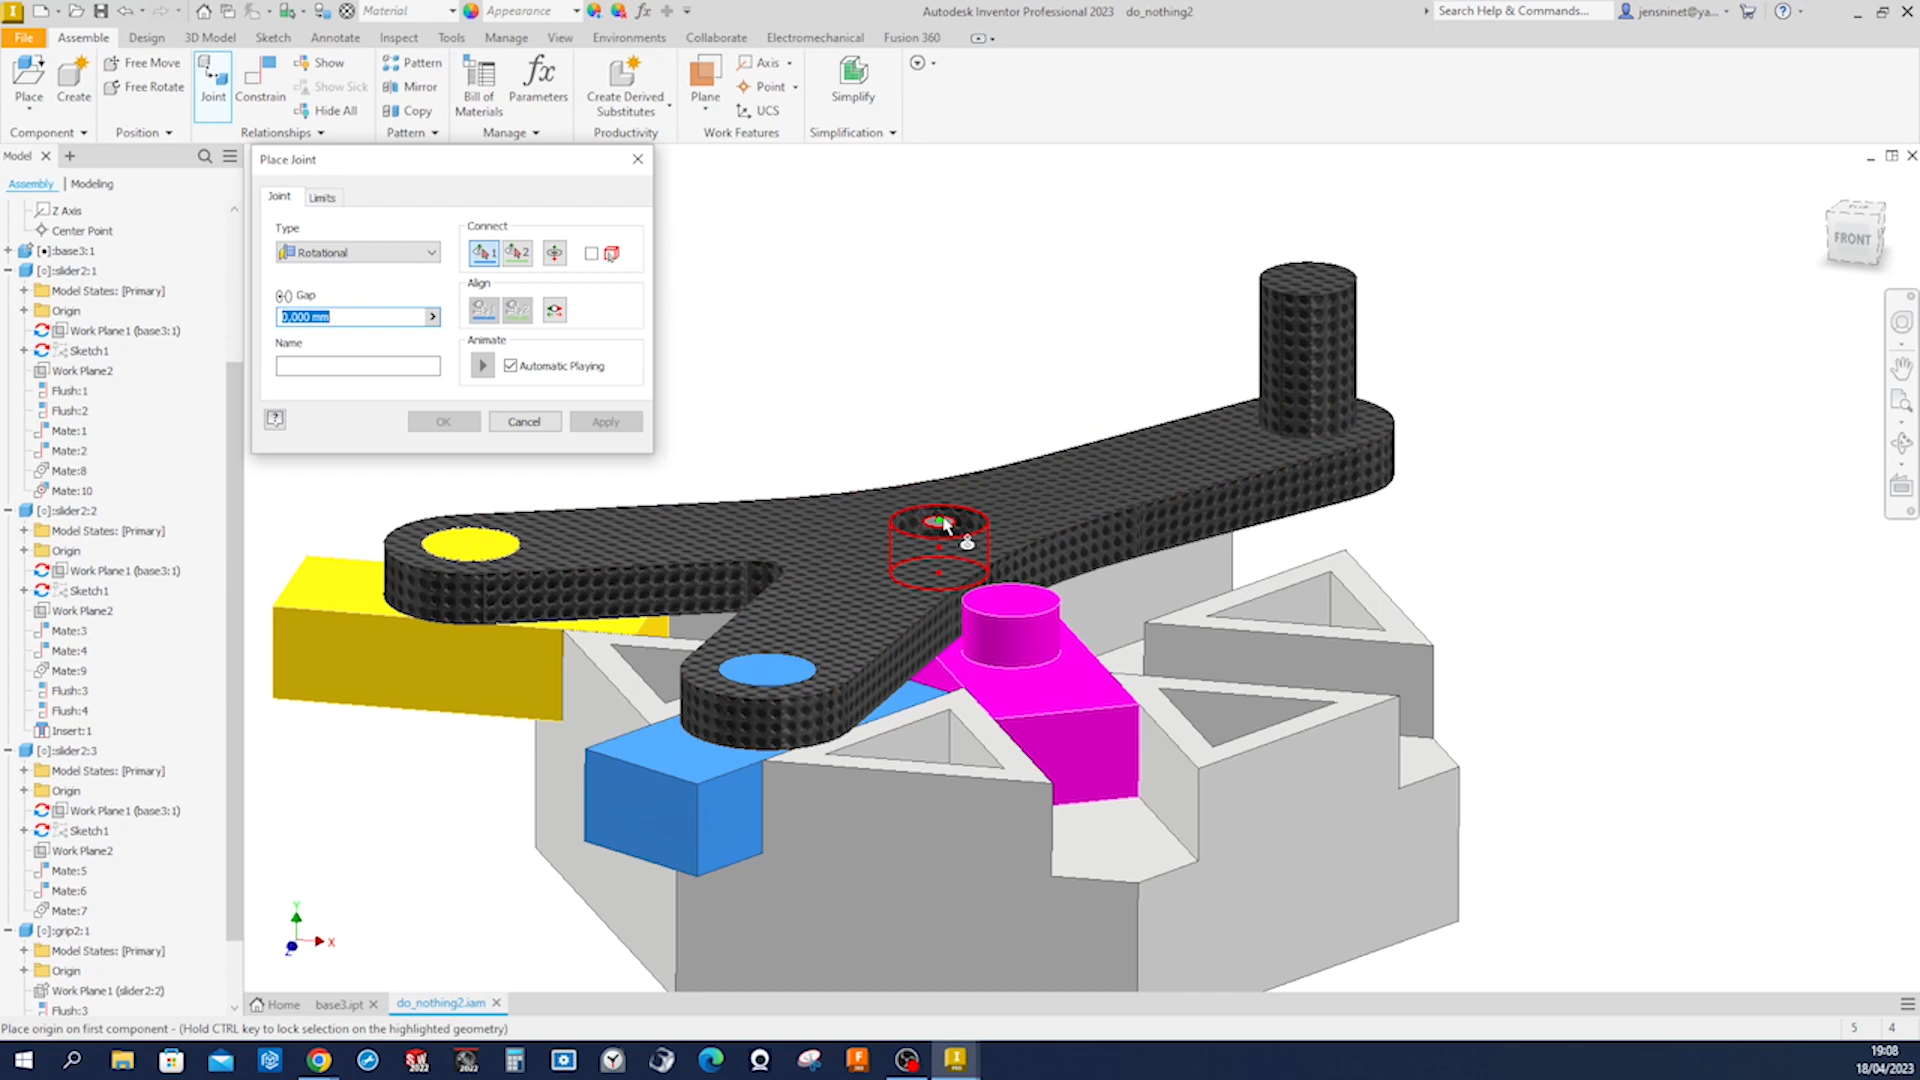 Material
Appearance
fx
Autodesk Inventor Professional 2023 do_nothing2
Search Help & Commands...
jensninet@ya...
File
Assemble
Design
3D Model
Sketch
Annotate
Inspect
Tools
Manage
View
Environments
Collaborate
Electromechanical
Fusion 360
Place
Create
Free Move
Free Rotate
Joint
Constrain
Show
Show Sick
Hide All
Pattern
Mirror
Copy
Bill of
Materials
fx
Parameters
Create Derived
Substitutes
Plane
Axis
Point
UCS
Simplify
Component
Position
Relationships
Pattern
Manage
Productivity
Work Features
Simplification
Model
Assembly | Modeling
Z Axis
Center Point
[•]:base3:1
[○]:slider2:1
Model States: [Primary]
Origin
Work Plane1 (base3:1)
Sketch1
Work Plane2
Flush:1
Flush:2
Mate:1
Mate:2
Mate:8
Mate:10
[○]:slider2:2
Model States: [Primary]
Origin
Work Plane1 (base3:1)
Sketch1
Work Plane2
Mate:3
Mate:4
Mate:9
Flush:3
Flush:4
Insert:1
[○]:slider2:3
Model States: [Primary]
Origin
Work Plane1 (base3:1)
Sketch1
Work Plane2
Mate:5
Mate:6
Mate:7
[○]:grip2:1
Model States: [Primary]
Origin
Work Plane1 (slider2:2)
Flush:3
Place Joint
Joint
Limits
Type
Rotational
Gap
0,000 mm
Name
Connect
1
2
Align
Animate
Automatic Playing
OK
Cancel
Apply
FRONT
Y
X
Z
Home
base3.ipt
do_nothing2.iam
Place origin on first component - (Hold CTRL key to lock selection on the highlighted geometry)
5 4
19:08
18/04/2023